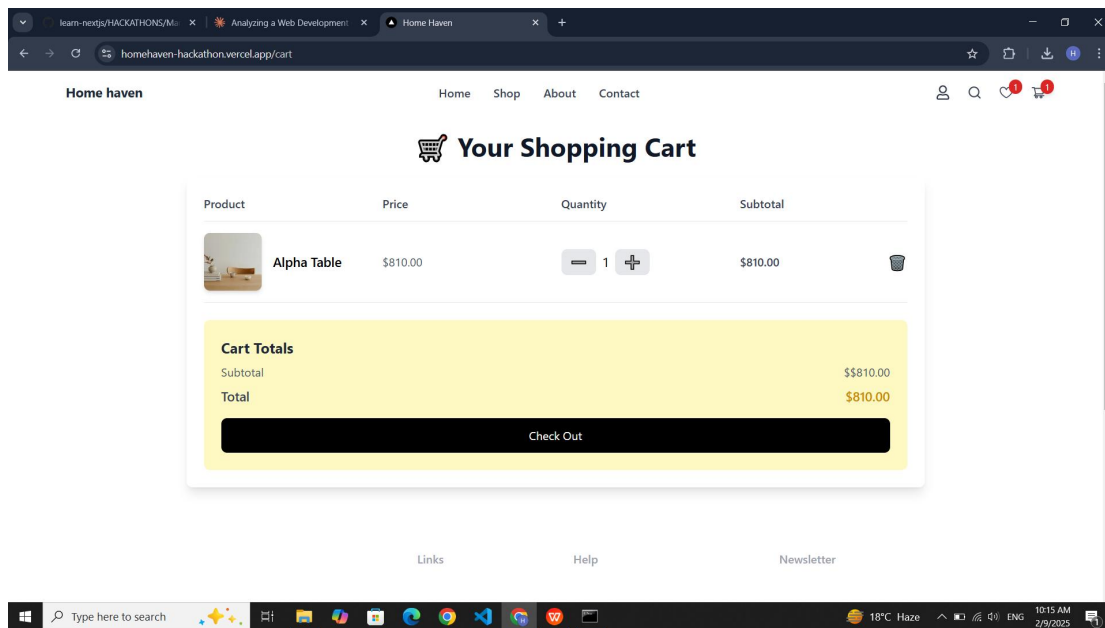 learn-nextjs/HACKATHONS/Ma
Analyzing a Web Development
Home Haven
homehaven-hackathon.vercel.app/cart
H
Home haven
Home Shop About Contact
1 1
Your Shopping Cart
Product Price Quantity Subtotal
Alpha Table $810.00 1 $810.00
Cart Totals
Subtotal $$810.00
Total $810.00
Check Out
Links Help Newsletter
Type here to search
18°C Haze
ENG
10:15 AM
2/9/2025
1